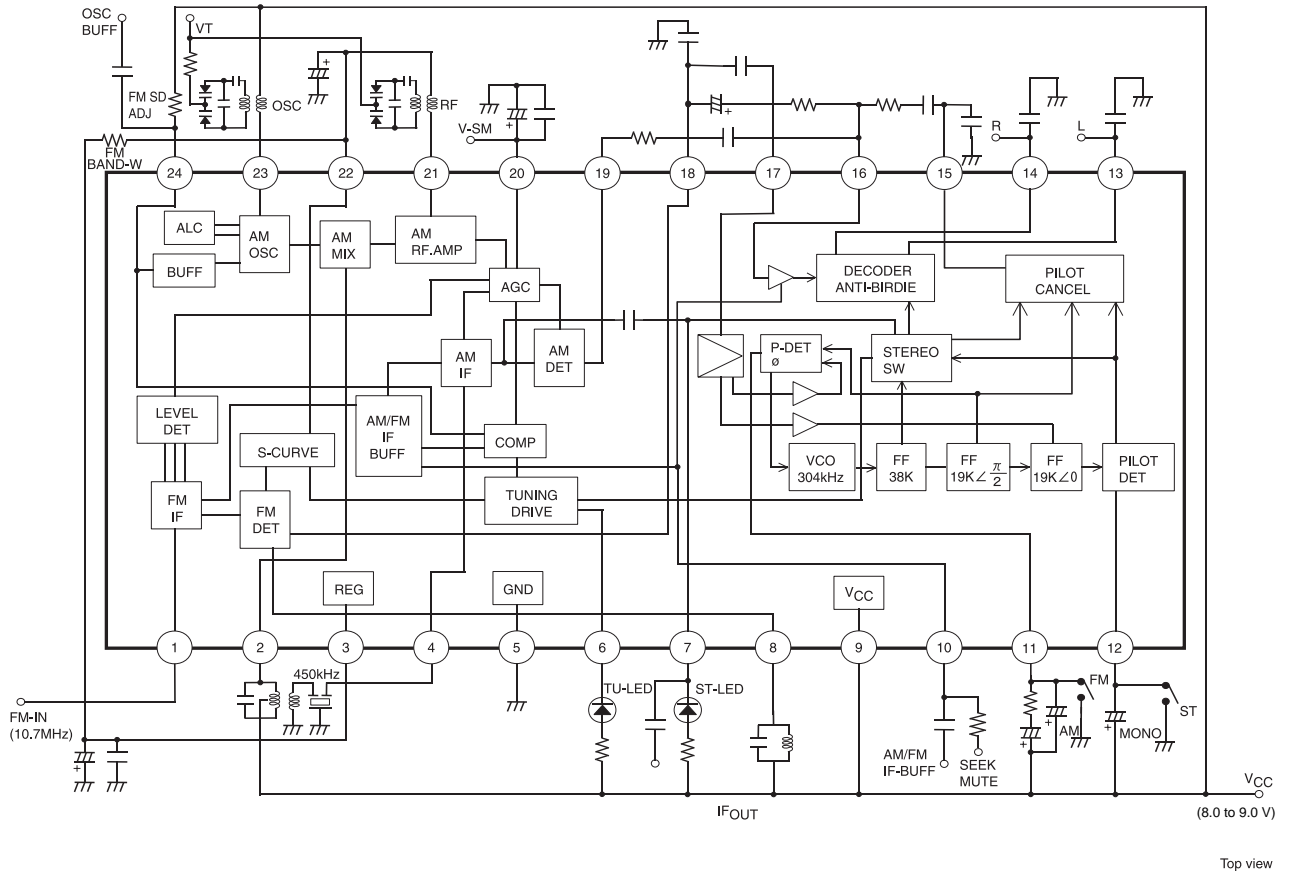 OSC
BUFF
VT
FM SD
ADJ
OSC
RF
V-SM
R
L
FM
BAND-W
24
23
22
21
20
19
18
17
16
15
14
13
ALC
AM
OSC
AM
MIX
AM
RF.AMP
BUFF
AGC
DECODER
ANTI-BIRDIE
PILOT
CANCEL
AM
IF
AM
DET
P-DET
ø
STEREO
SW
LEVEL
DET
AM/FM
IF
BUFF
S-CURVE
COMP
VCO
304kHz
FF
38K
FF
19K∠π/2
FF
19K∠0
PILOT
DET
FM
IF
FM
DET
TUNING
DRIVE
REG
GND
VCC
1
2
3
4
5
6
7
8
9
10
11
12
450kHz
TU-LED
ST-LED
FM
AM
ST
MONO
FM-IN
(10.7MHz)
AM/FM
IF-BUFF
SEEK
MUTE
IFOUT
VCC
(8.0 to 9.0 V)
Top view